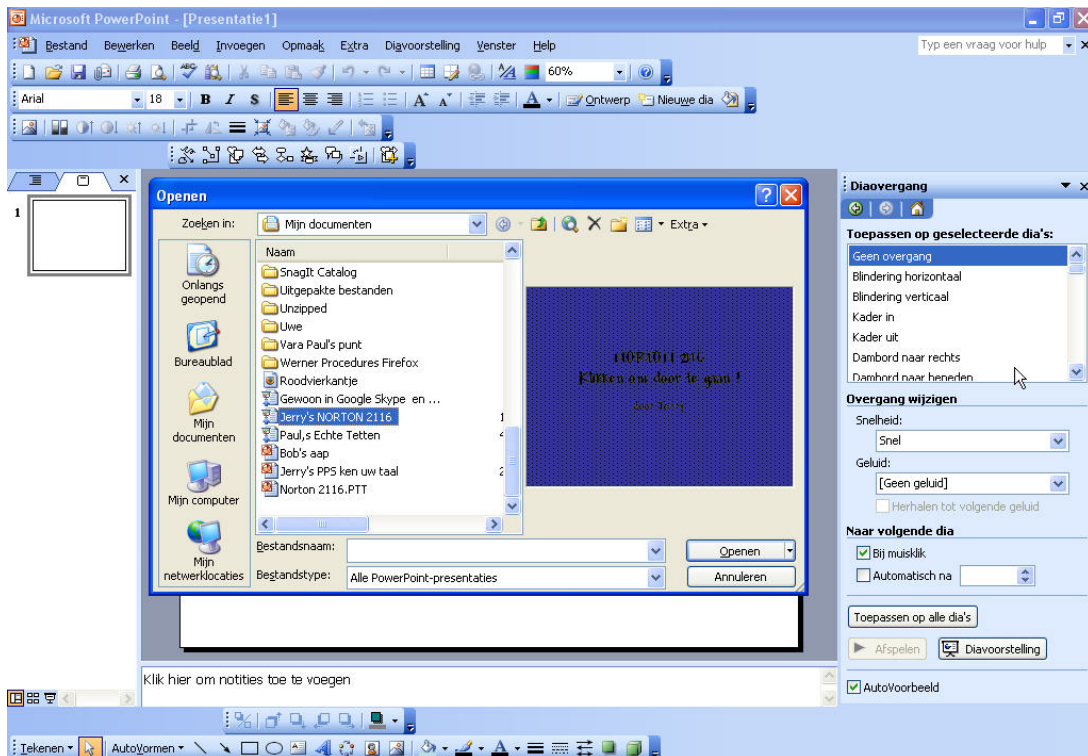 Microsoft PowerPoint - [Presentatie1]
Bestand Bewerken Beeld Invoegen Opmaak Extra Diavoorstelling Venster Help
Typ een vraag voor hulp
60%
Arial 18 B I S Ontwerp Nieuwe dia
1
Openen
Zoeken in: Mijn documenten Extra
Onlangs geopend
Bureaublad
Mijn documenten
Mijn computer
Mijn netwerklocaties
Naam
SnagIt Catalog
Uitgepakte bestanden
Unzipped
Uwe
Vara Paul's punt
Werner Procedures Firefox
Roodvierkantje
Gewoon in Google Skype en ...
Jerry's NORTON 2116 1
Paul,s Echte Tetten 4
Bob's aap
Jerry's PPS ken uw taal 2
Norton 2116.PTT
Klikken om door te gaan !
door Jerry
Bestandsnaam:
Openen
Bestandstype: Alle PowerPoint-presentaties
Annuleren
Diaovergang
Toepassen op geselecteerde dia's:
Geen overgang
Blindering horizontaal
Blindering verticaal
Kader in
Kader uit
Dambord naar rechts
Dambord naar beneden
Overgang wijzigen
Snelheid:
Snel
Geluid:
[Geen geluid]
Herhalen tot volgende geluid
Naar volgende dia
Bij muisklik
Automatisch na
Toepassen op alle dia's
Afspelen Diavoorstelling
AutoVoorbeeld
Klik hier om notities toe te voegen
Tekenen AutoVormen